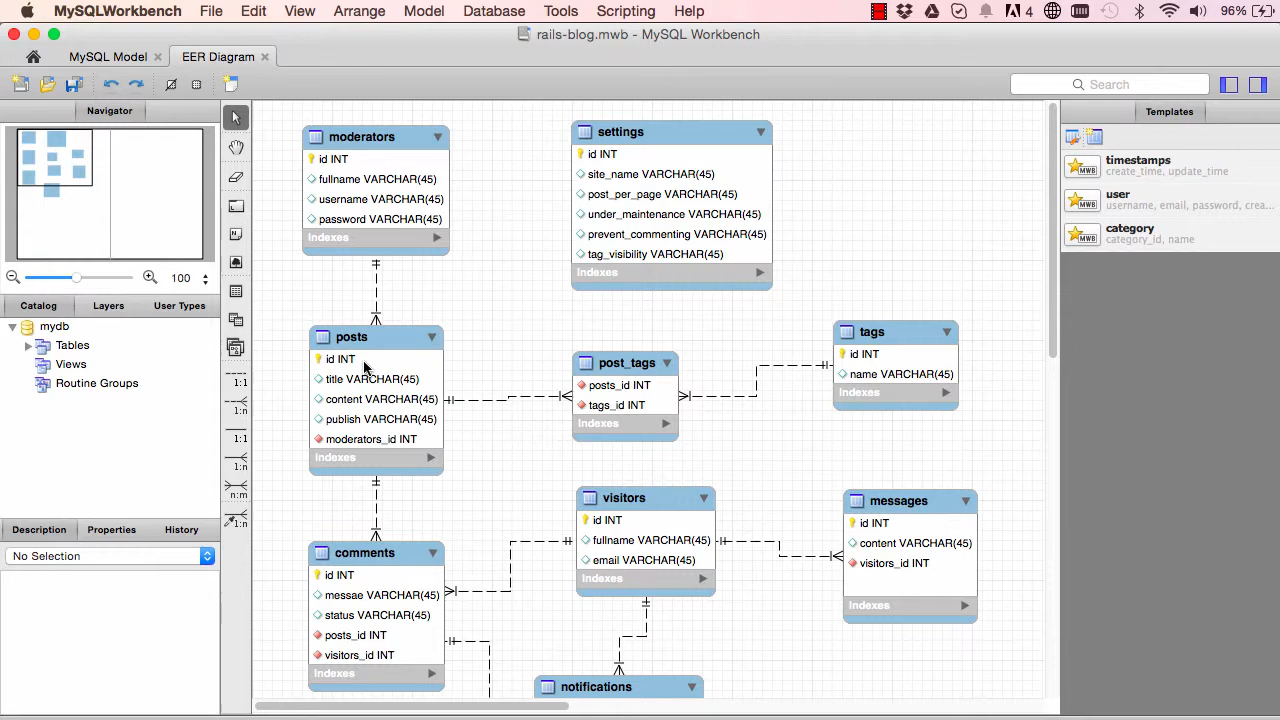 MySQLWorkbench File Edit View Arrange Model Database Tools Scripting Help 4 96%
rails-blog.mwb - MySQL Workbench
MySQL Model EER Diagram
Search
Navigator
100
Catalog Layers User Types
mydb
Tables
Views
Routine Groups
Description Properties History
No Selection
1:1
1:n
1:1
1:n
n:m
1:n
moderators
id INT
fullname VARCHAR(45)
username VARCHAR(45)
password VARCHAR(45)
Indexes
settings
id INT
site_name VARCHAR(45)
post_per_page VARCHAR(45)
under_maintenance VARCHAR(45)
prevent_commenting VARCHAR(45)
tag_visibility VARCHAR(45)
Indexes
posts
id INT
title VARCHAR(45)
content VARCHAR(45)
publish VARCHAR(45)
moderators_id INT
Indexes
post_tags
posts_id INT
tags_id INT
Indexes
tags
id INT
name VARCHAR(45)
Indexes
comments
id INT
messae VARCHAR(45)
status VARCHAR(45)
posts_id INT
visitors_id INT
Indexes
visitors
id INT
fullname VARCHAR(45)
email VARCHAR(45)
Indexes
messages
id INT
content VARCHAR(45)
visitors_id INT
Indexes
notifications
Templates
MWB timestamps
create_time, update_time
MWB user
username, email, password, crea...
MWB category
category_id, name